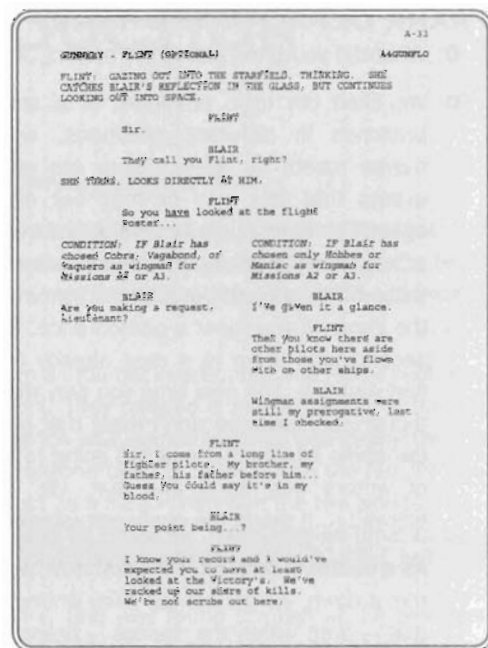 A-33
GUNNERY - FLINT (OPTIONAL) A4GUNFLO
FLINT: GAZING OUT INTO THE STARFIELD, THINKING. SHE
CATCHES BLAIR'S REFLECTION IN THE GLASS, BUT CONTINUES
LOOKING OUT INTO SPACE.
FLINT
Sir.
BLAIR
They call you Flint, right?
SHE TURNS, LOOKS DIRECTLY AT HIM.
FLINT
So you have looked at the flight
Roster...
CONDITION: IF Blair has
chosen Cobra, Vagabond, or
Vaquero as wingman for
Missions A2 or A3.
BLAIR
Are you making a request,
Lieutenant?
CONDITION: IF Blair has
chosen only Hobbes or
Maniac as wingman for
Missions A2 or A3.
BLAIR
I've given it a glance.
FLINT
Then you know there are
other pilots here aside
from those you've flown
with on other ships.
BLAIR
Wingman assignments were
still my prerogative, last
time I checked.
FLINT
Sir, I come from a long line of
fighter pilots. My brother, my
father, his father before him...
Guess you could say it's in my
blood.
BLAIR
Your point being...?
FLINT
I know your record and I would've
expected you to have at least
looked at the Victory's. We've
racked up our share of kills.
We're not scrubs out here.